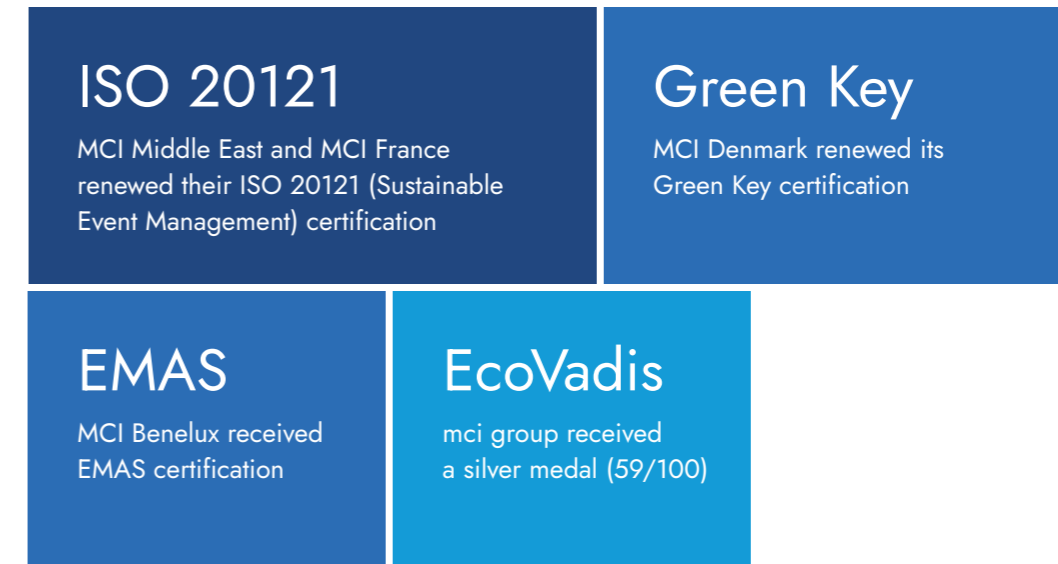 ISO 20121
MCI Middle East and MCI France
renewed their ISO 20121 (Sustainable
Event Management) certification
Green Key
MCI Denmark renewed its
Green Key certification
EMAS
MCI Benelux received
EMAS certification
EcoVadis
mci group received
a silver medal (59/100)